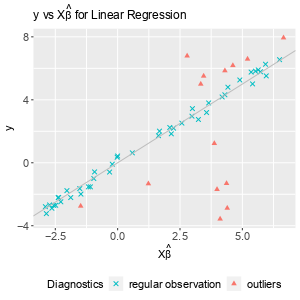 y vs Xβ̂ for Linear Regression
8
4
0
−4
y
−2.5 0.0 2.5 5.0
Xβ̂
Diagnostics regular observation outliers